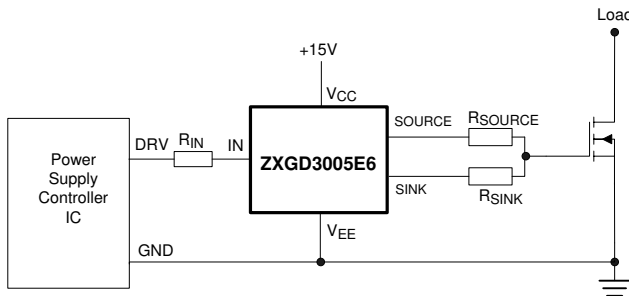 Load
+15V
VCC
SOURCE
RSOURCE
DRV
RIN
IN
ZXGD3005E6
Power
Supply
Controller
IC
SINK
RSINK
VEE
GND